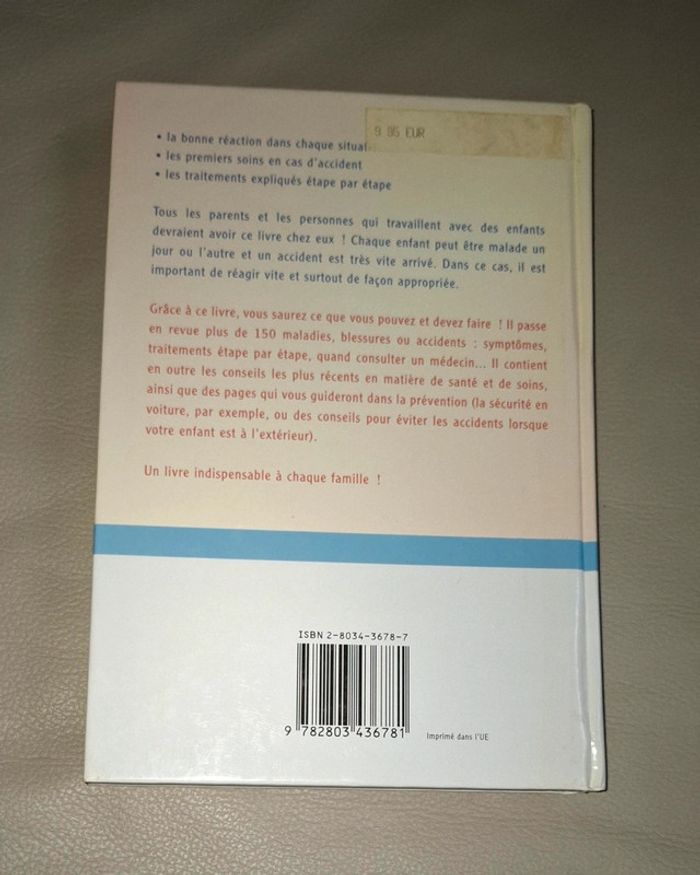 • la bonne réaction dans chaque situat
9 95 EUR
• les premiers soins en cas d'accident
• les traitements expliqués étape par étape
Tous les parents et les personnes qui travaillent avec des enfants
devraient avoir ce livre chez eux ! Chaque enfant peut être malade un
jour ou l'autre et un accident est très vite arrivé. Dans ce cas, il est
important de réagir vite et surtout de façon appropriée.
Grâce à ce livre, vous saurez ce que vous pouvez et devez faire ! Il passe
en revue plus de 150 maladies, blessures ou accidents : symptômes,
traitements étape par étape, quand consulter un médecin... Il contient
en outre les conseils les plus récents en matière de santé et de soins,
ainsi que des pages qui vous guideront dans la prévention (la sécurité en
voiture, par exemple, ou des conseils pour éviter les accidents lorsque
votre enfant est à l'extérieur).
Un livre indispensable à chaque famille !
ISBN 2-8034-3678-7
9 782803 436781
Imprimé dans l'UE